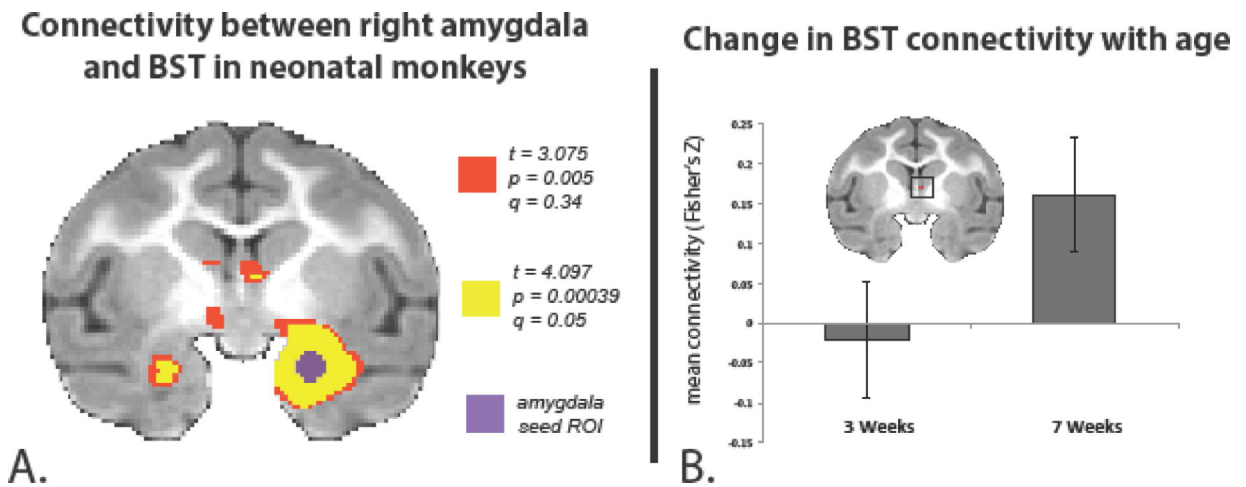 Connectivity between right amygdala
and BST in neonatal monkeys
t = 3.075
p = 0.005
q = 0.34
t = 4.097
p = 0.00039
q = 0.05
amygdala
seed ROI
A.
Change in BST connectivity with age
mean connectivity (Fisher's Z)
0.25
0.2
0.15
0.1
0.05
0
-0.05
-0.1
-0.15
3 Weeks
7 Weeks
B.